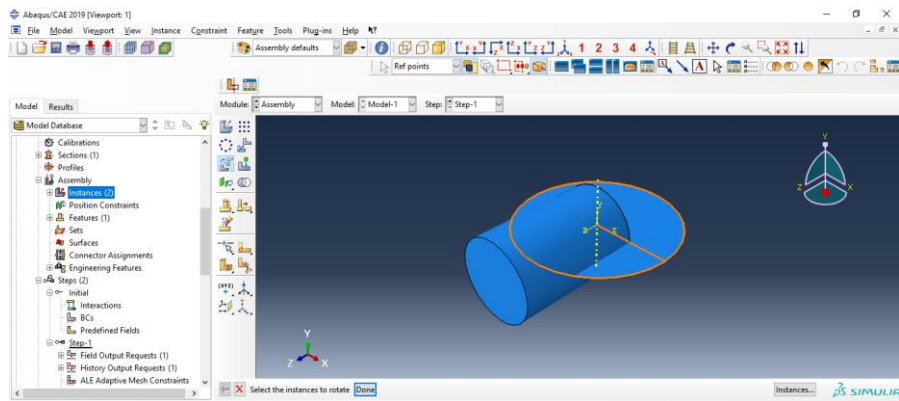 Abaqus/CAE 2019 [Viewport: 1]
File Model Viewport View Instance Constraint Feature Tools Plug-ins Help
Assembly defaults
1 2 3 4
Ref points
Model Results
Module: Assembly Model: Model-1 Step: Step-1
Model Database
Calibrations
Sections (1)
Profiles
Assembly
Instances (2)
Position Constraints
Features (1)
Sets
Surfaces
Connector Assignments
Engineering Features
Steps (2)
Initial
Interactions
BCs
Predefined Fields
Step-1
Field Output Requests (1)
History Output Requests (1)
ALE Adaptive Mesh Constraints
Y
Z
X
Y
Z
X
Y
Z
X
Select the instances to rotate Done
Instances...
SIMULIA